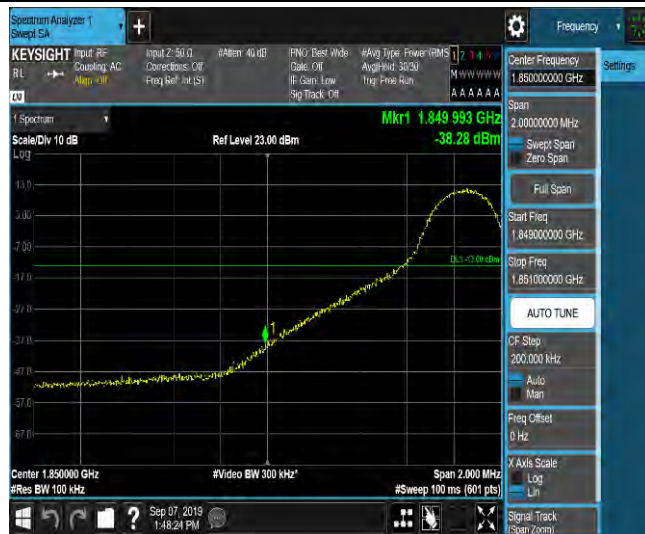 Spectrum Analyzer 1
Swept SA
Frequency
KEYSIGHT
RL
Input: RF
Coupling: AC
Align: Off
Input Z: 50 Ω
Corrections: Off
Freq Ref: Int (S)
#Atten: 40 dB
PNO: Best Wide
Gate: Off
IF Gain: Low
Sig Track: Off
#Avg Type: Power (RMS
Avg|Hold: 30/30
Trig: Free Run
1 2 3 4 5 6
M W W W W W
A A A A A A
1 Spectrum
Scale/Div 10 dB
Log
Ref Level 23.00 dBm
Mkr1 1.849 993 GHz
-38.28 dBm
13.0
3.00
-7.00
-17.0
-27.0
-37.0
-47.0
-57.0
-67.0
DL1 -13.00 dBm
1
Center 1.850000 GHz
#Res BW 100 kHz
#Video BW 300 kHz*
Span 2.000 MHz
#Sweep 100 ms (601 pts)
Sep 07, 2019
1:48:24 PM
?
Center Frequency
1.850000000 GHz
Span
2.00000000 MHz
Swept Span
Zero Span
Full Span
Start Freq
1.849000000 GHz
Stop Freq
1.851000000 GHz
AUTO TUNE
CF Step
200.000 kHz
Auto
Man
Freq Offset
0 Hz
X Axis Scale
Log
Lin
Signal Track
(Span Zoom)
Settings